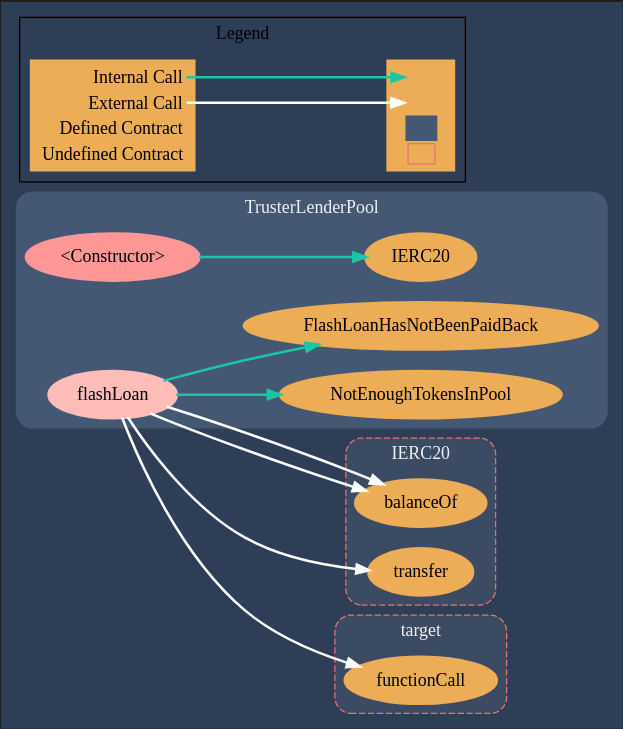 Legend
Internal Call
External Call
Defined Contract
Undefined Contract
TrusterLenderPool
<Constructor>
IERC20
FlashLoanHasNotBeenPaidBack
flashLoan
NotEnoughTokensInPool
IERC20
balanceOf
transfer
target
functionCall